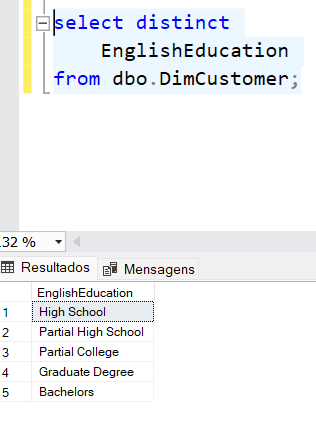 select distinct
EnglishEducation
from dbo.DimCustomer;
132 %
Resultados Mensagens
EnglishEducation
1 High School
2 Partial High School
3 Partial College
4 Graduate Degree
5 Bachelors